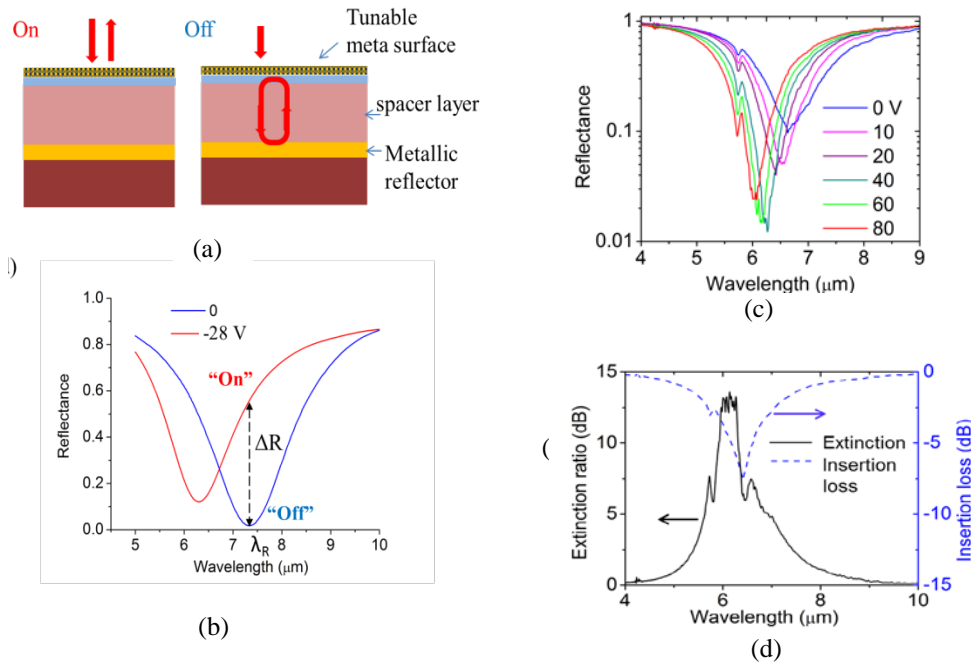 On
Off
Tunable
meta surface
spacer layer
Metallic
reflector
(a)
)
1.0
0.8
0.6
0.4
0.2
0.0
Reflectance
0
-28 V
“On”
ΔR
“Off”
λR
5 6 7 8 9 10
Wavelength (μm)
(b)
1
0.1
0.01
Reflectance
0 V
10
20
40
60
80
4 5 6 7 8 9
Wavelength (μm)
(c)
(
15
10
5
0
Extinction ratio (dB)
Extinction
Insertion
loss
0
-5
-10
-15
Insertion loss (dB)
4 6 8 10
Wavelength (μm)
(d)